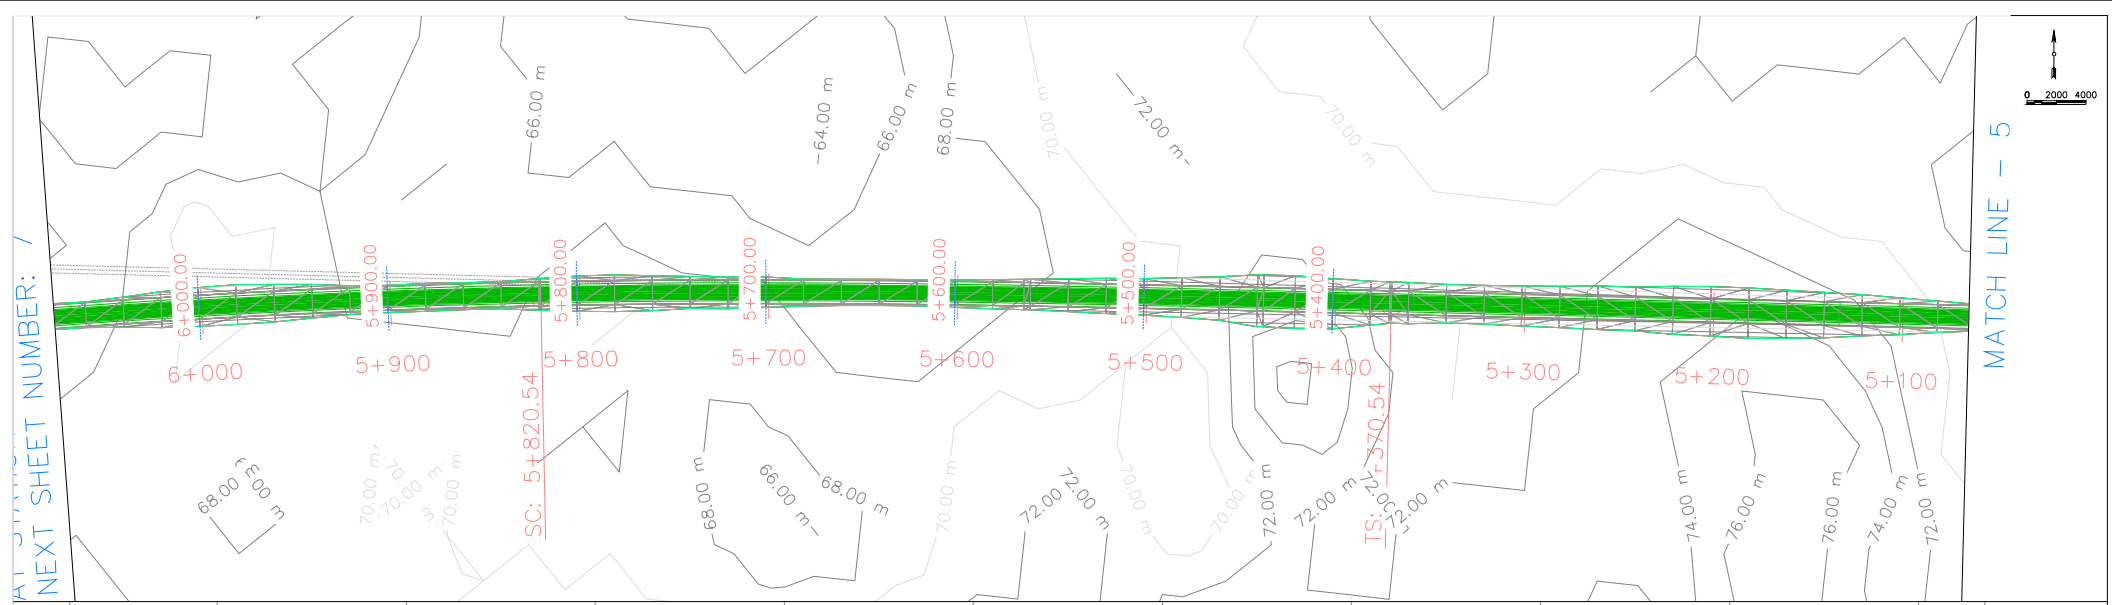 66.00 m
64.00 m
66.00 m
68.00 m
70.00 m
72.00 m
70.00 m
0 2000 4000
MATCH LINE - 5
6+000.00
5+900.00
5+800.00
5+700.00
5+600.00
5+500.00
5+400.00
6+000
5+900
5+800
5+700
5+600
5+500
5+400
5+300
5+200
5+100
NEXT SHEET NUMBER: 7
SC: 5+820.54
TS: +370.54
68.00 m
70.00 m
70.00 m
70.00 m
70.00 m
68.00 m
66.00 m
68.00 m
70.00 m
72.00 m
72.00 m
70.00 m
70.00 m
72.00 m
72.00 m
72.00 m
72.00 m
74.00 m
76.00 m
76.00 m
74.00 m
72.00 m